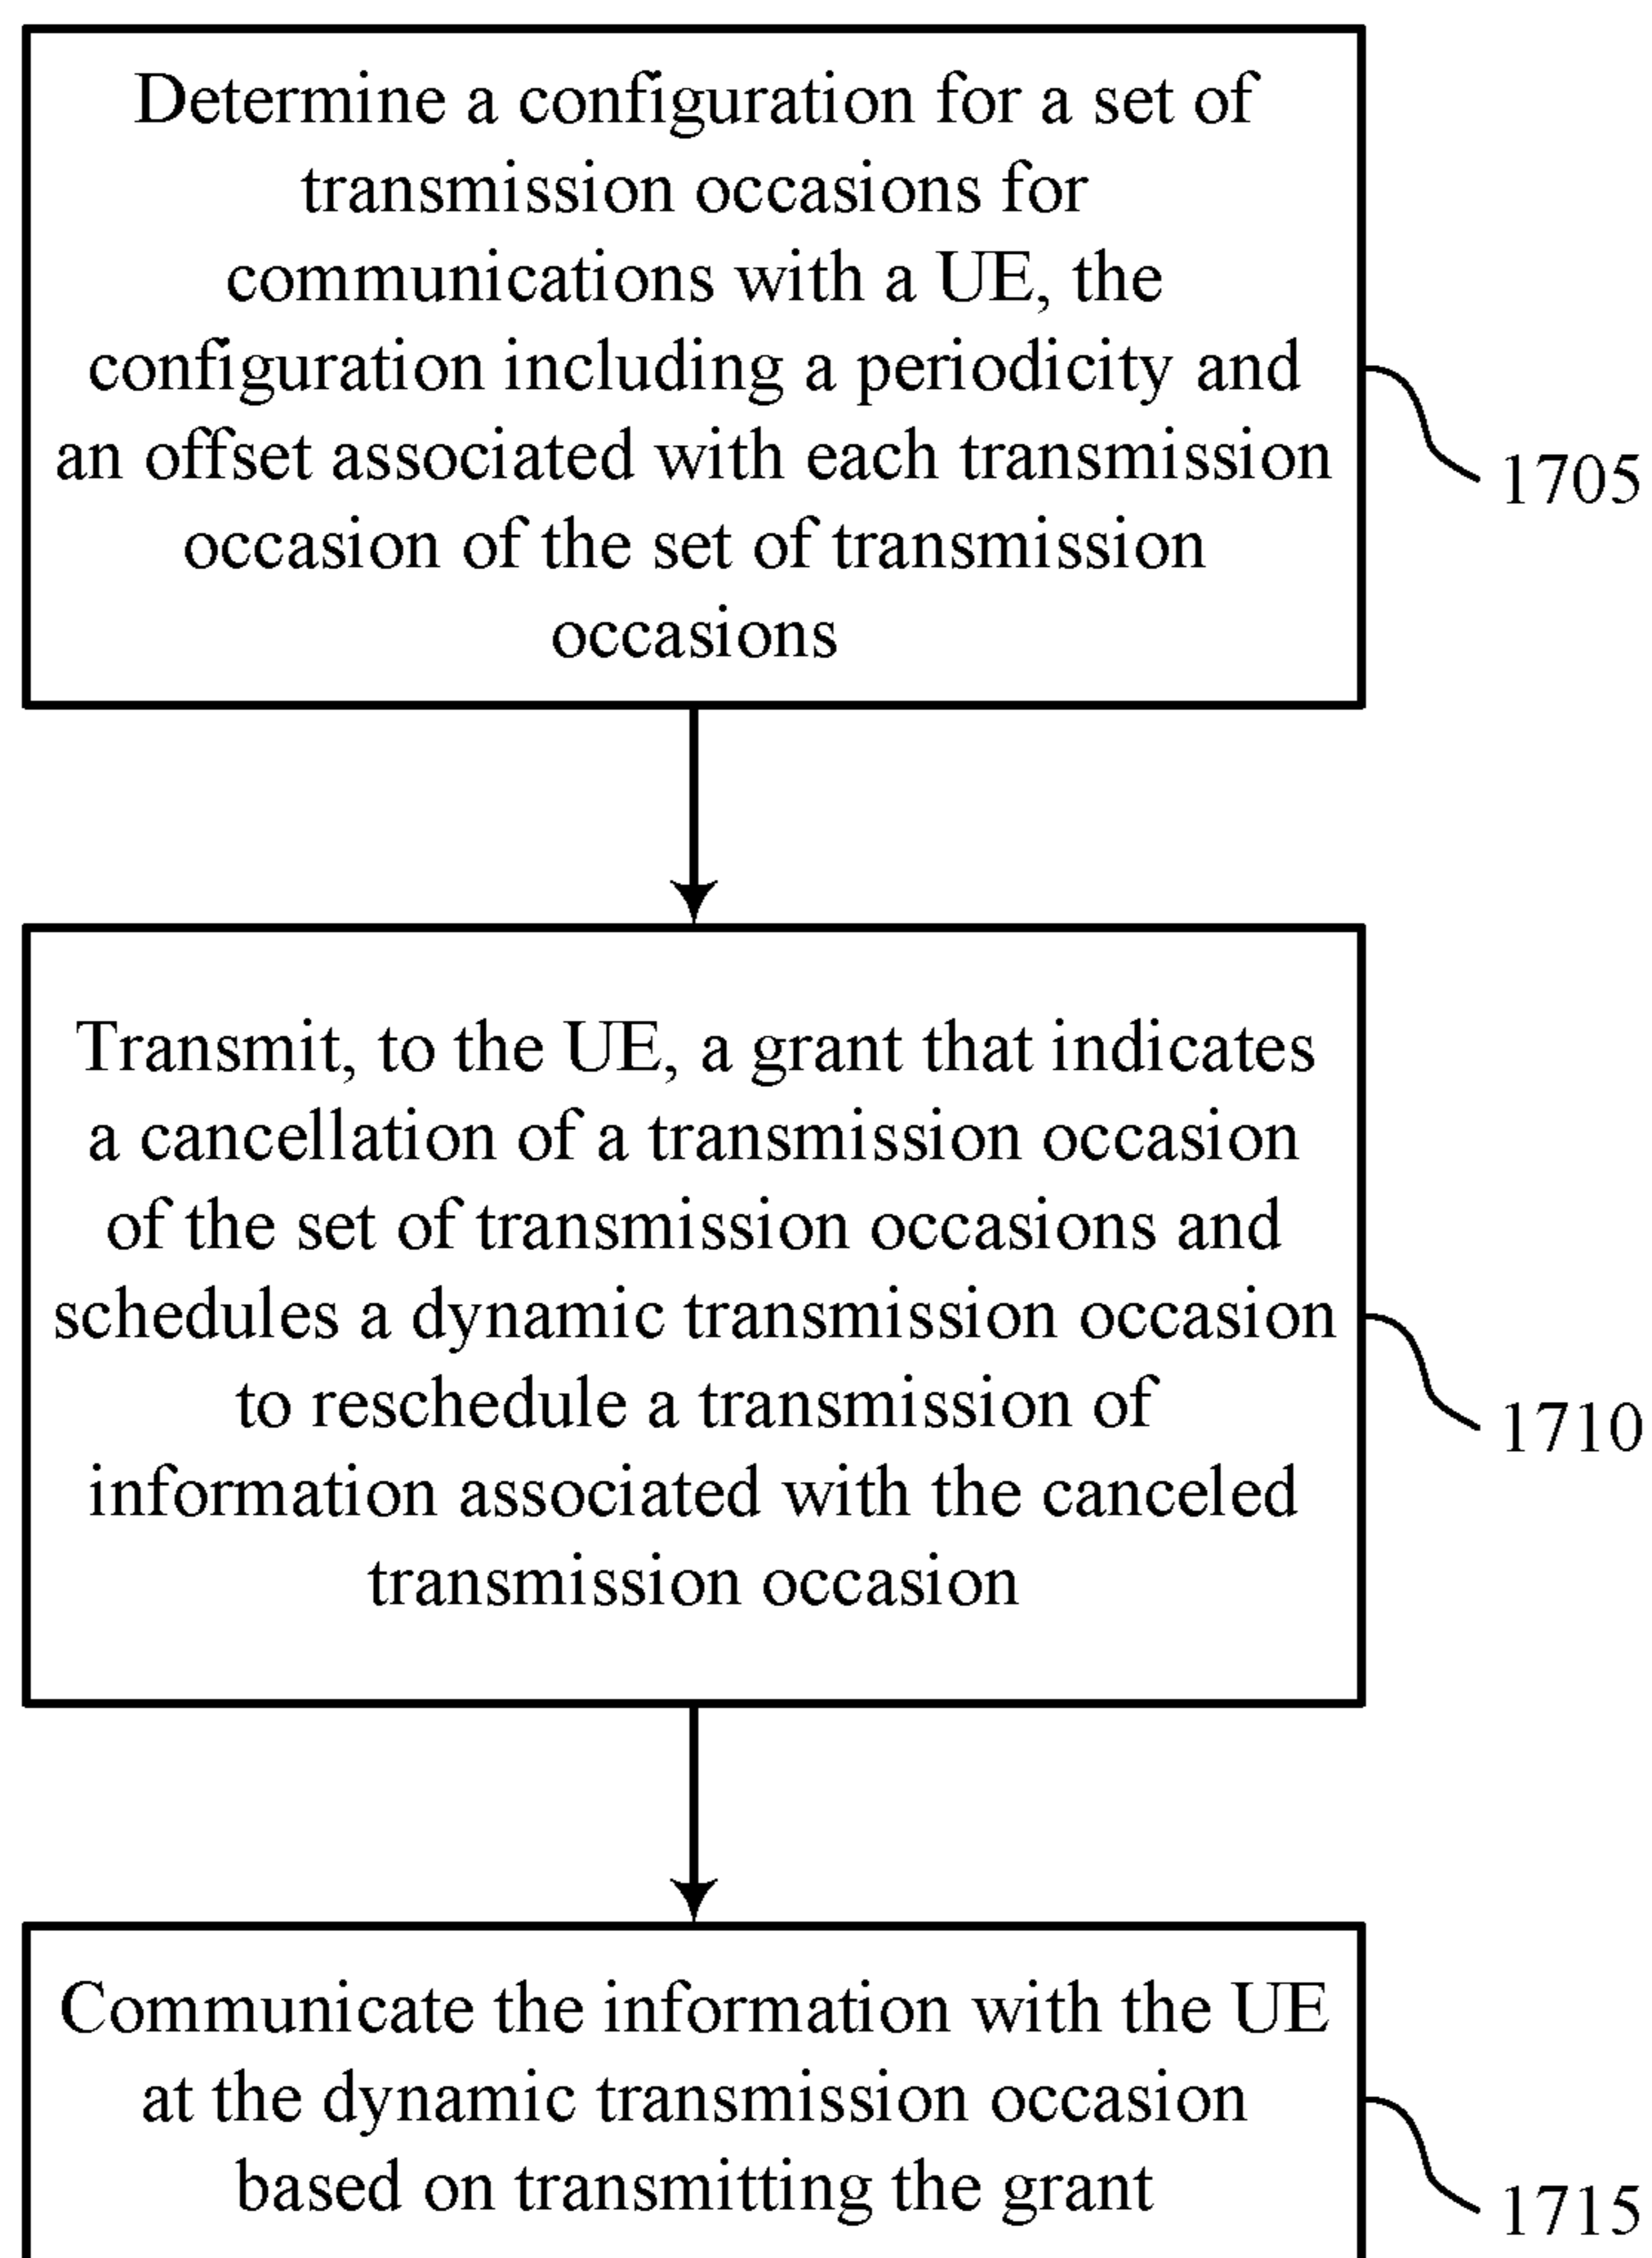 Determine a configuration for a set of
transmission occasions for
communications with a UE, the
configuration including a periodicity and
an offset associated with each transmission
occasion of the set of transmission
occasions
1705
Transmit, to the UE, a grant that indicates
a cancellation of a transmission occasion
of the set of transmission occasions and
schedules a dynamic transmission occasion
to reschedule a transmission of
information associated with the canceled
transmission occasion
1710
Communicate the information with the UE
at the dynamic transmission occasion
based on transmitting the grant
1715